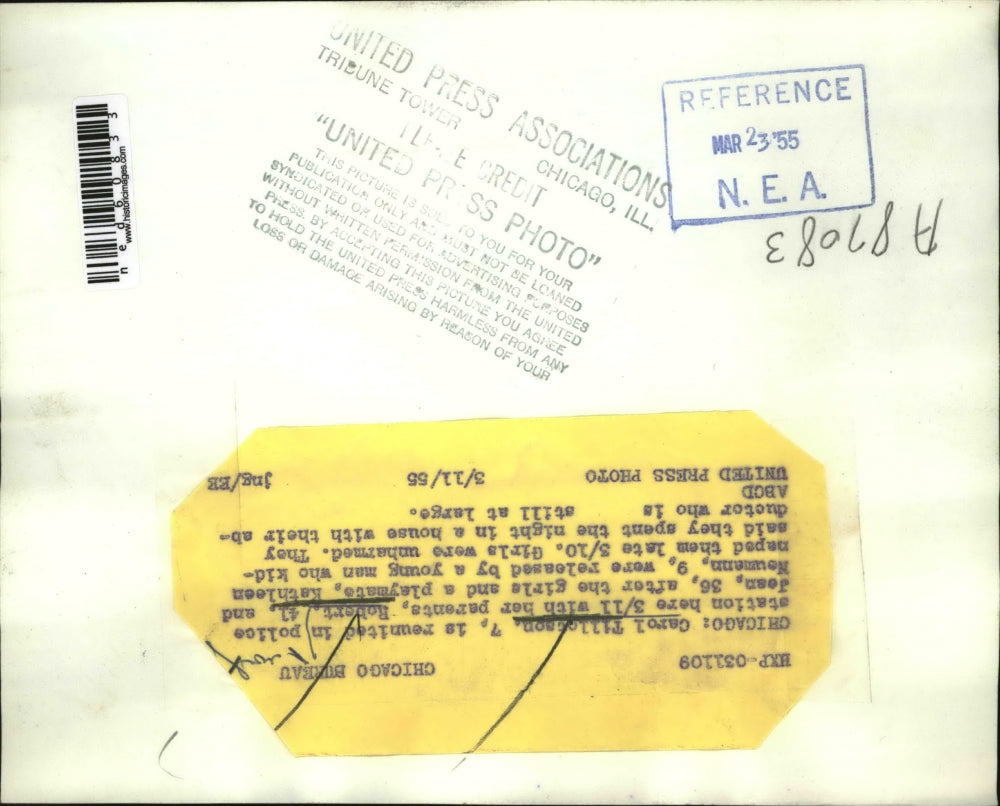 UNITED PRESS ASSOCIATIONS
TRIBUNE TOWER CHICAGO, ILL.
CREDIT
"UNITED PRESS PHOTO"
THIS PICTURE IS SOLD TO YOU FOR YOUR
PUBLICATION ONLY AND MUST NOT BE LOANED
SYNDICATED OR USED FOR ADVERTISING PURPOSES
WITHOUT WRITTEN PERMISSION FROM THE UNITED
PRESS. BY ACCEPTING THIS PICTURE YOU AGREE
TO HOLD THE UNITED PRESS HARMLESS FROM ANY
LOSS OR DAMAGE ARISING BY REASON OF YOUR
REFERENCE
MAR 23 '55
N. E. A.
A87083
www.historicimages.com
HXP-031109 CHICAGO BUREAU
CHICAGO: Carol Tillotson, 7, is reunited in police
station here 3/11 with her parents, Robert, 41 and
Jean, 36, after the girls and a playmate, Kathleen
Neumann, 9, were released by a young man who kid-
naped them late 3/10. Girls were unharmed. They
said they spent the night in a house with their ab-
ductor who is still at large.
ABCD
UNITED PRESS PHOTO 3/11/55 jng/EE